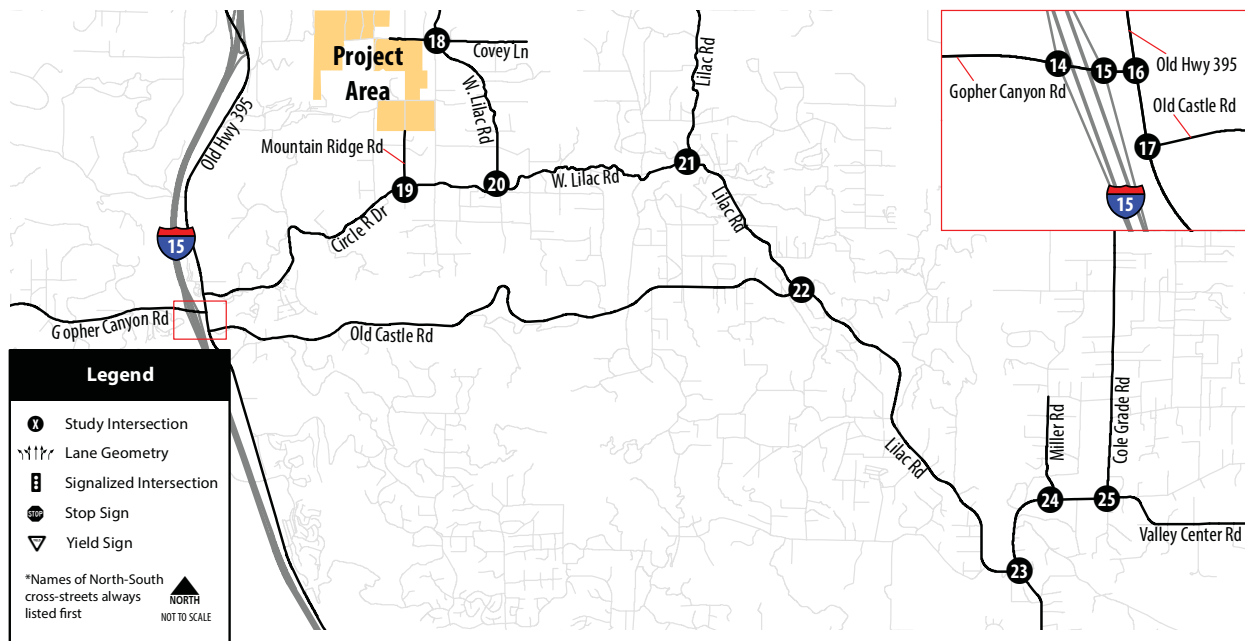 Project
Area
18
Covey Ln
W. Lilac Rd
Lilac Rd
Old Hwy 395
Mountain Ridge Rd
19
20
W. Lilac Rd
21
Lilac Rd
Circle R Dr
15
22
Gopher Canyon Rd
Old Castle Rd
Lilac Rd
Miller Rd
Cole Grade Rd
24
25
Valley Center Rd
23
14
15
16
Old Hwy 395
Gopher Canyon Rd
Old Castle Rd
17
15
Legend
X Study Intersection
Lane Geometry
Signalized Intersection
STOP Stop Sign
Yield Sign
*Names of North-South
cross-streets always
listed first
NORTH
NOT TO SCALE